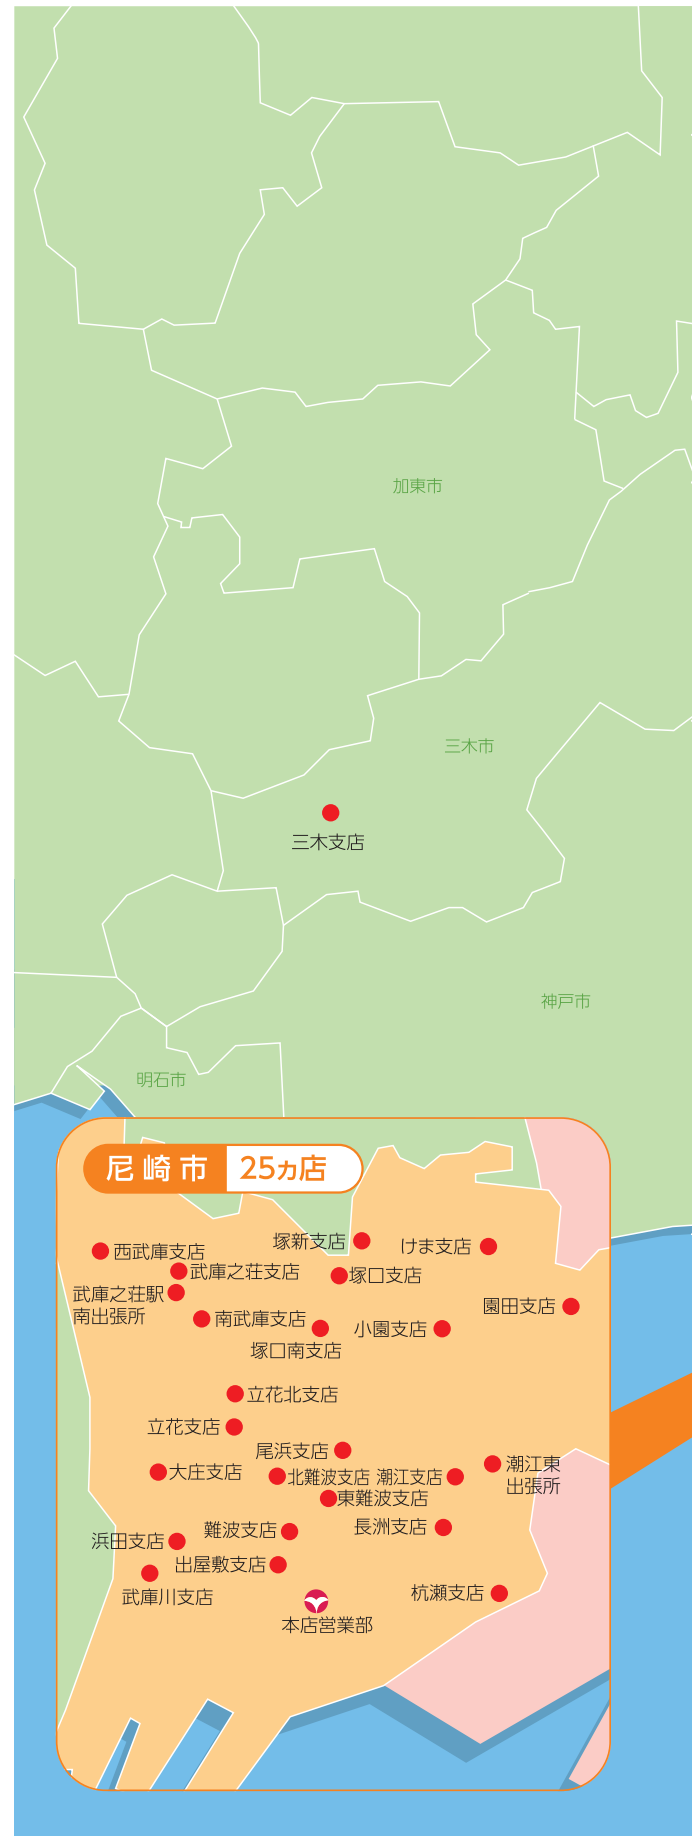 加東市
三木市
三木支店
神戸市
明石市
尼崎市 25ヵ店
塚新支店
けま支店
西武庫支店
武庫之荘支店
塚口支店
武庫之荘駅
南出張所
園田支店
南武庫支店
小園支店
塚口南支店
立花北支店
立花支店
尾浜支店
大庄支店
北難波支店
潮江支店
潮江東
出張所
東難波支店
難波支店
長洲支店
浜田支店
出屋敷支店
武庫川支店
杭瀬支店
本店営業部